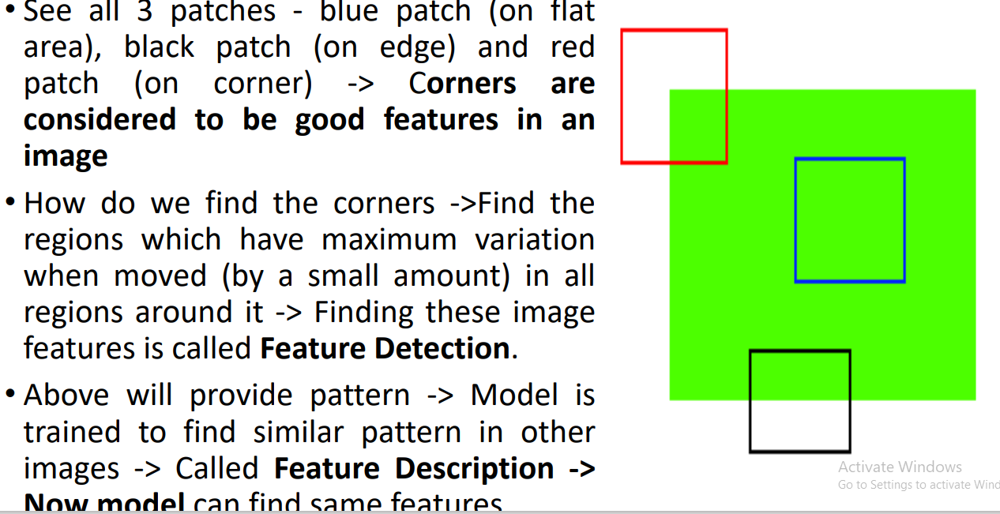 • See all 3 patches - blue patch (on flat
area), black patch (on edge) and red
patch (on corner) -> Corners are
considered to be good features in an
image
• How do we find the corners ->Find the
regions which have maximum variation
when moved (by a small amount) in all
regions around it -> Finding these image
features is called Feature Detection.
• Above will provide pattern -> Model is
trained to find similar pattern in other
images -> Called Feature Description ->
Now model can find same features
Activate Windows
Go to Settings to activate Wind